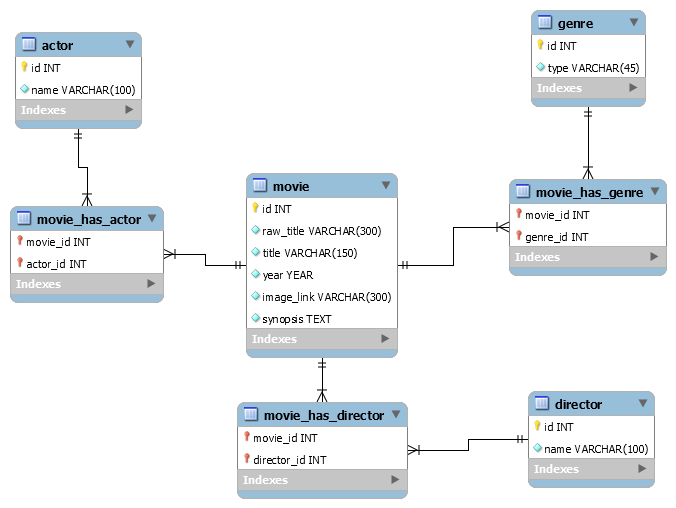 actor
id INT
name VARCHAR(100)
Indexes
genre
id INT
type VARCHAR(45)
Indexes
movie_has_actor
movie_id INT
actor_id INT
Indexes
movie
id INT
raw_title VARCHAR(300)
title VARCHAR(150)
year YEAR
image_link VARCHAR(300)
synopsis TEXT
Indexes
movie_has_genre
movie_id INT
genre_id INT
Indexes
movie_has_director
movie_id INT
director_id INT
Indexes
director
id INT
name VARCHAR(100)
Indexes